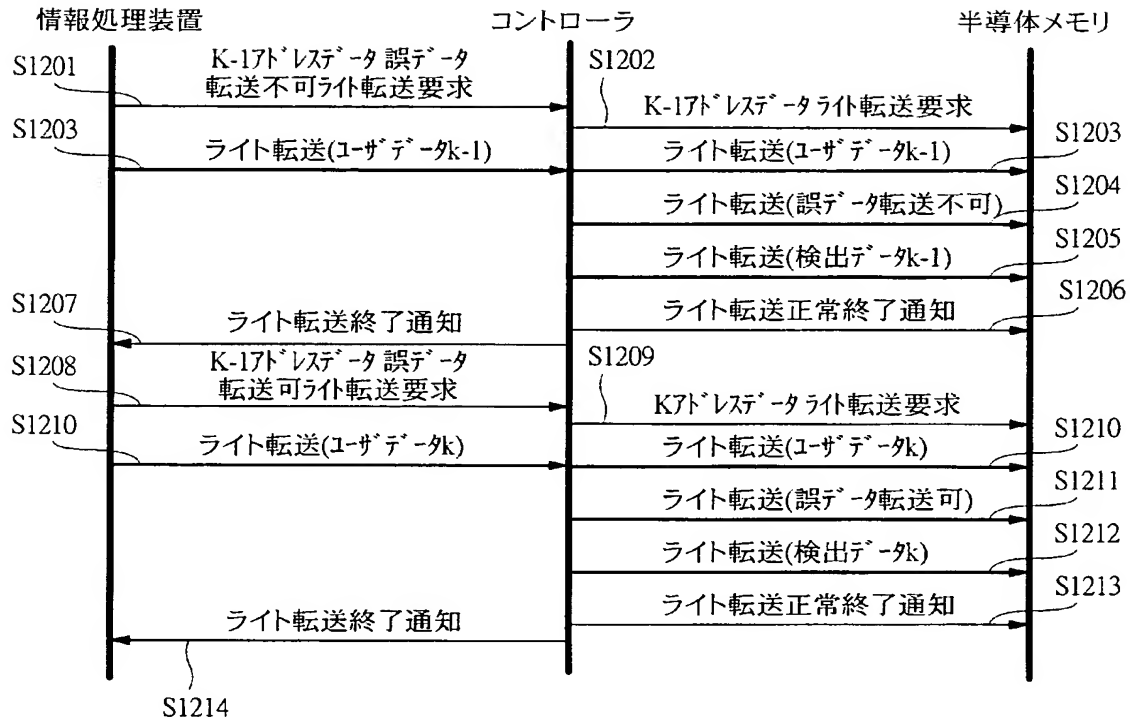 情報処理装置
コントローラ
半導体メモリ
S1201
K-1ｱﾄﾞﾚｽﾃﾞｰﾀ 誤ﾃﾞｰﾀ
転送不可ﾗｲﾄ転送要求
S1202
K-1ｱﾄﾞﾚｽﾃﾞｰﾀ ﾗｲﾄ転送要求
S1203
ライト転送(ﾕｰｻﾞﾃﾞｰﾀk-1)
ライト転送(ﾕｰｻﾞﾃﾞｰﾀk-1)
S1203
ライト転送(誤ﾃﾞｰﾀ転送不可)
S1204
ライト転送(検出ﾃﾞｰﾀk-1)
S1205
S1207
ライト転送終了通知
ライト転送正常終了通知
S1206
S1208
K-1ｱﾄﾞﾚｽﾃﾞｰﾀ 誤ﾃﾞｰﾀ
転送可ﾗｲﾄ転送要求
S1209
Kｱﾄﾞﾚｽﾃﾞｰﾀ ﾗｲﾄ転送要求
S1210
ライト転送(ﾕｰｻﾞﾃﾞｰﾀk)
ライト転送(ﾕｰｻﾞﾃﾞｰﾀk)
S1210
ライト転送(誤ﾃﾞｰﾀ転送可)
S1211
ライト転送(検出ﾃﾞｰﾀk)
S1212
ライト転送終了通知
ライト転送正常終了通知
S1213
S1214